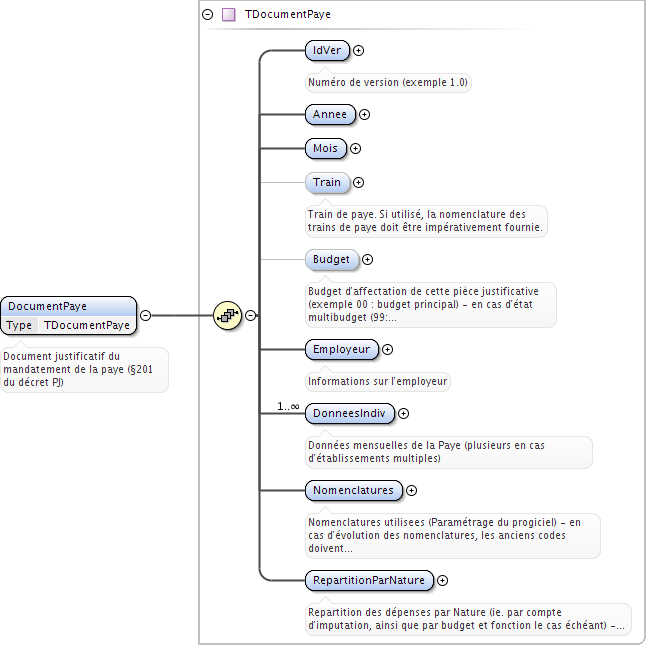 TDocumentPaye
IdVer
Numéro de version (exemple 1.0)
Annee
Mois
Train
Train de paye. Si utilisé, la nomenclature des
trains de paye doit être impérativement fournie.
Budget
Budget d'affectation de cette pièce justificative
(exemple 00 : budget principal) – en cas d'état
multibudget (99:...
DocumentPaye
Type TDocumentPaye
Document justificatif du
mandatement de la paye (§201
du décret PJ)
Employeur
Informations sur l'employeur
1..∞
DonneesIndiv
Données mensuelles de la Paye (plusieurs en cas
d'établissements multiples)
Nomenclatures
Nomenclatures utilisees (Paramétrage du progiciel) – en
cas d'évolution des nomenclatures, les anciens codes
doivent...
RepartitionParNature
Repartition des dépenses par Nature (ie. par compte
d'imputation, ainsi que par budget et fonction le cas échéant) –...